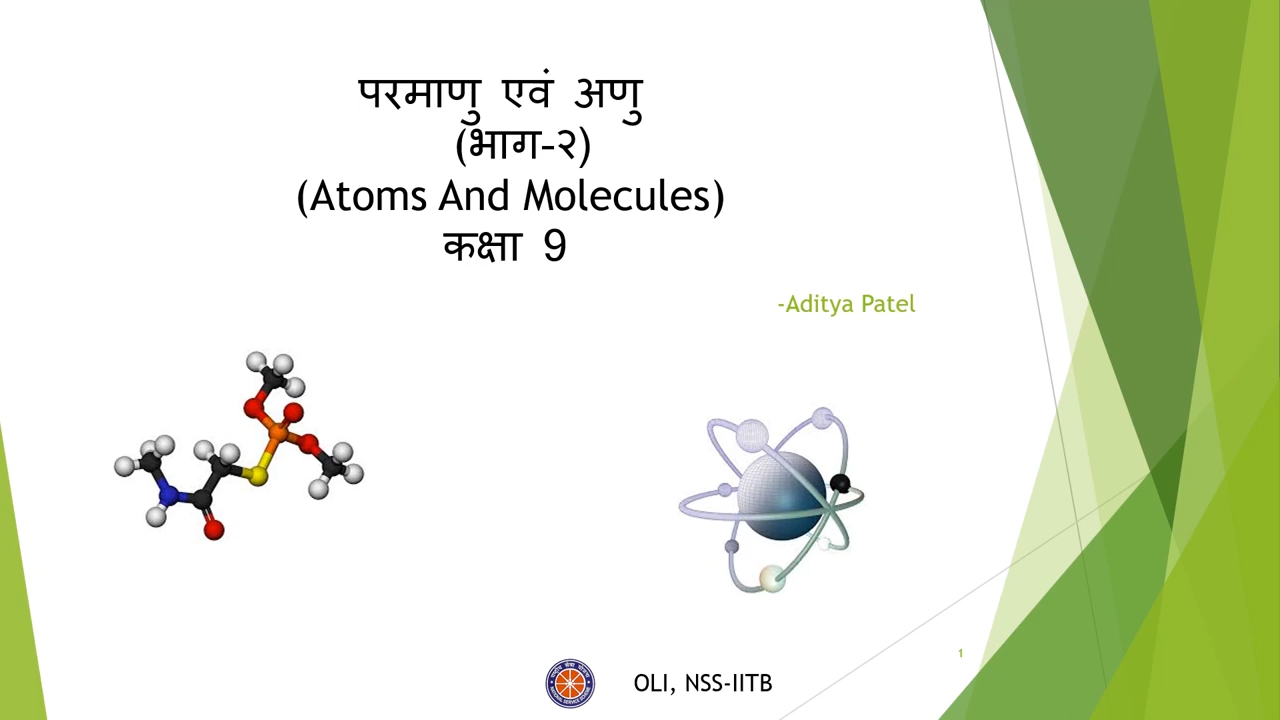 परमाणु एवं अणु
(भाग-२)
(Atoms And Molecules)
कक्षा 9
-Aditya Patel
1
OLI, NSS-IITB